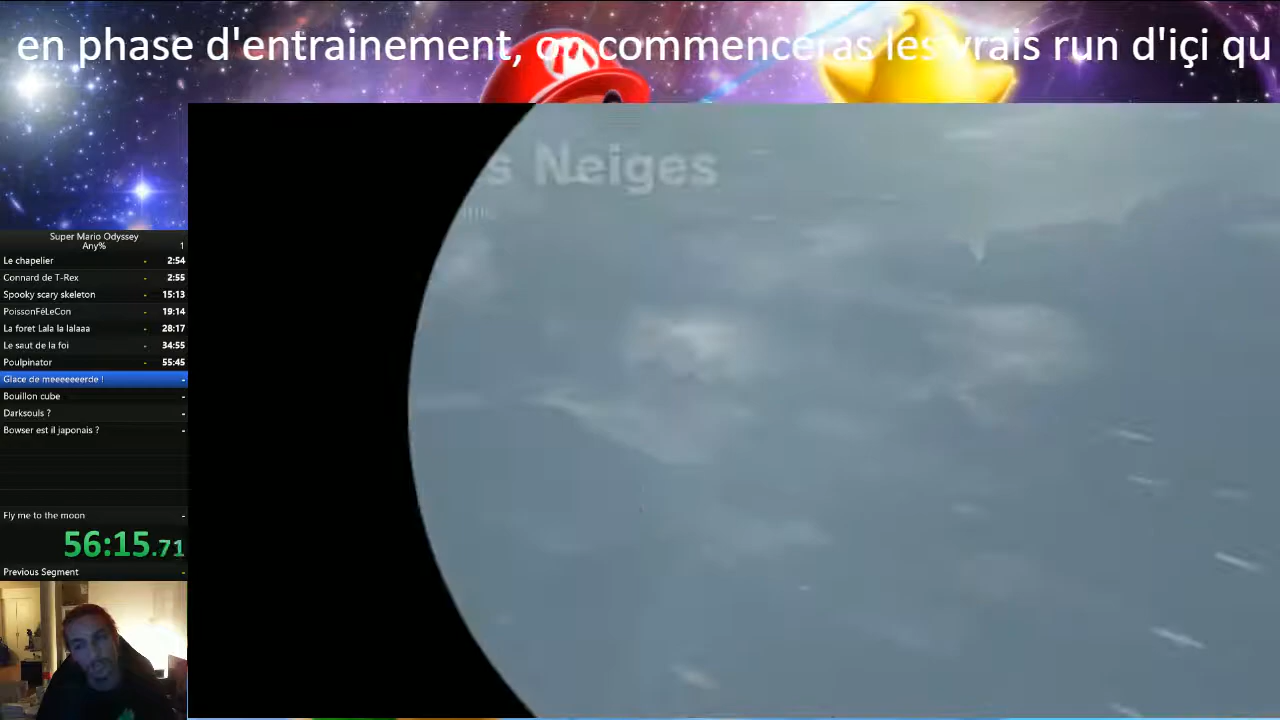 en phase d'entrainement, on commenceras les vrais run d'içi qu
s Neiges
Super Mario Odyssey
Any% 1
Le chapelier - 2:54
Connard de T-Rex - 2:55
Spooky scary skeleton - 15:13
PoissonFéLeCon - 19:14
La foret Lala la lalaaa - 28:17
Le saut de la foi - 34:55
Poulpinator - 55:45
Glace de meeeeeeerde ! -
Bouillon cube -
Darksouls ? -
Bowser est il japonais ? -
Fly me to the moon -
56:15.71
Previous Segment -